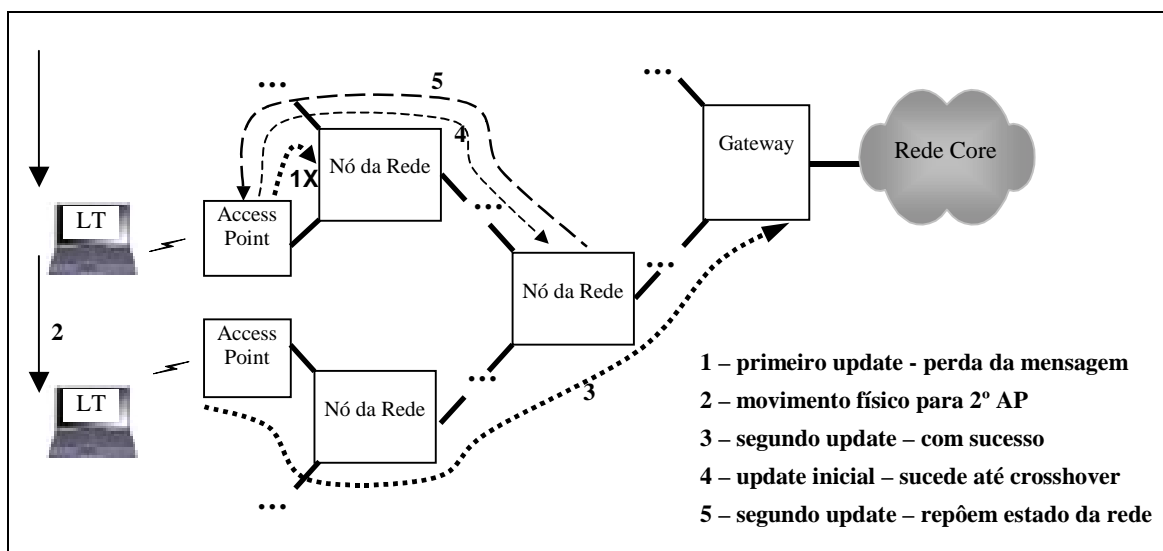 ...
5
...
4
1X
Nó da Rede
Gateway
Rede Core
LT
Access
Point
...
...
...
Nó da Rede
2
Access
Point
LT
Nó da Rede
...
3
...
1 – primeiro update - perda da mensagem
2 – movimento físico para 2º AP
3 – segundo update – com sucesso
4 – update inicial – sucede até crosshover
5 – segundo update – repôem estado da rede